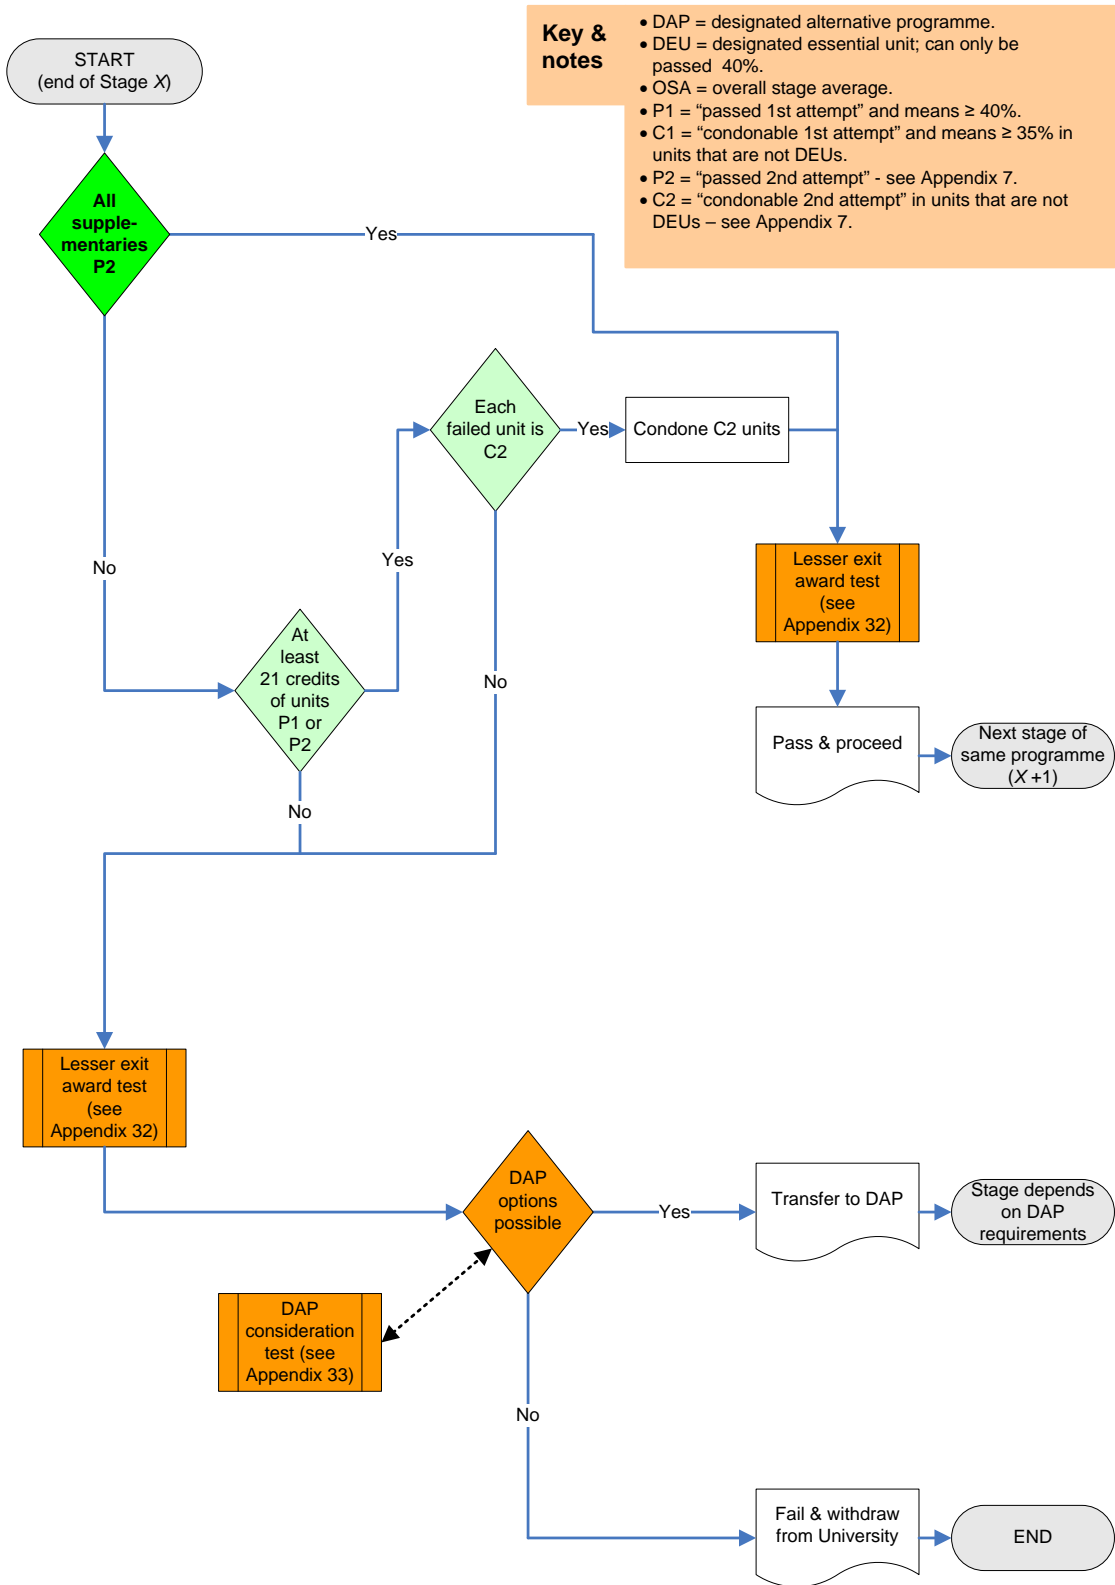 Key &
notes
• DAP = designated alternative programme.
• DEU = designated essential unit; can only be
passed  40%.
• OSA = overall stage average.
• P1 = “passed 1st attempt” and means ≥ 40%.
• C1 = “condonable 1st attempt” and means ≥ 35% in
units that are not DEUs.
• P2 = “passed 2nd attempt” - see Appendix 7.
• C2 = “condonable 2nd attempt” in units that are not
DEUs – see Appendix 7.
START
(end of Stage X)
All
supple-
mentaries
P2
Yes
No
Each
failed unit is
C2
Yes
Condone C2 units
Yes
No
At
least
21 credits
of units
P1 or
P2
No
Lesser exit
award test
(see
Appendix 32)
Pass & proceed
Next stage of
same programme
(X +1)
Lesser exit
award test
(see
Appendix 32)
DAP
options
possible
Yes
Transfer to DAP
Stage depends
on DAP
requirements
DAP
consideration
test (see
Appendix 33)
No
Fail & withdraw
from University
END